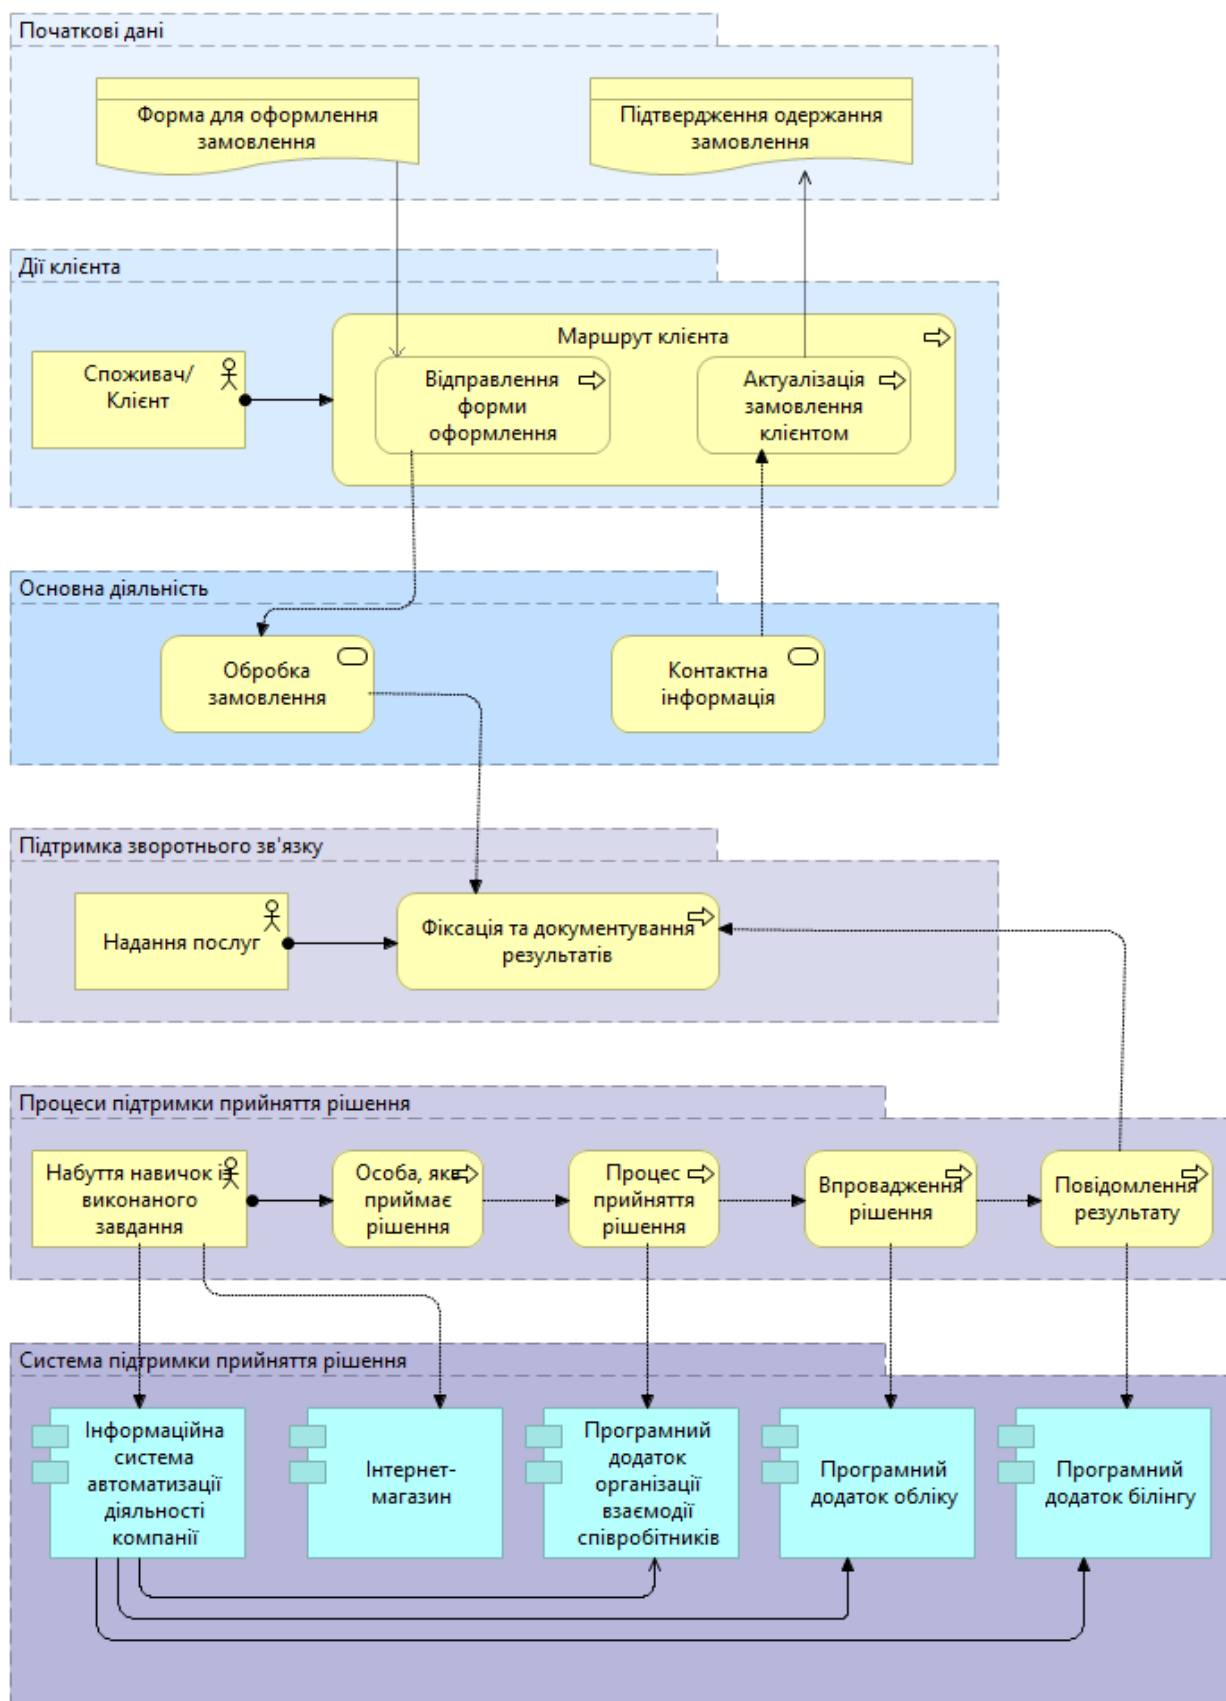 Початкові дані
Форма для оформлення
замовлення
Підтвердження одержання
замовлення
Дії клієнта
Маршрут клієнта
Споживач/
Клієнт
Відправлення
форми
оформлення
Актуалізація
замовлення
клієнтом
Основна діяльність
Обробка
замовлення
Контактна
інформація
Підтримка зворотнього зв'язку
Надання послуг
Фіксація та документування
результатів
Процеси підтримки прийняття рішення
Набуття навичок із
виконаного
завдання
Особа, яка
приймає
рішення
Процес
прийняття
рішення
Впровадження
рішення
Повідомлення
результату
Система підтримки прийняття рішення
Інформаційна
система
автоматизації
діяльності
компанії
Інтернет-
магазин
Програмний
додаток
організації
взаємодії
співробітників
Програмний
додаток обліку
Програмний
додаток білінгу